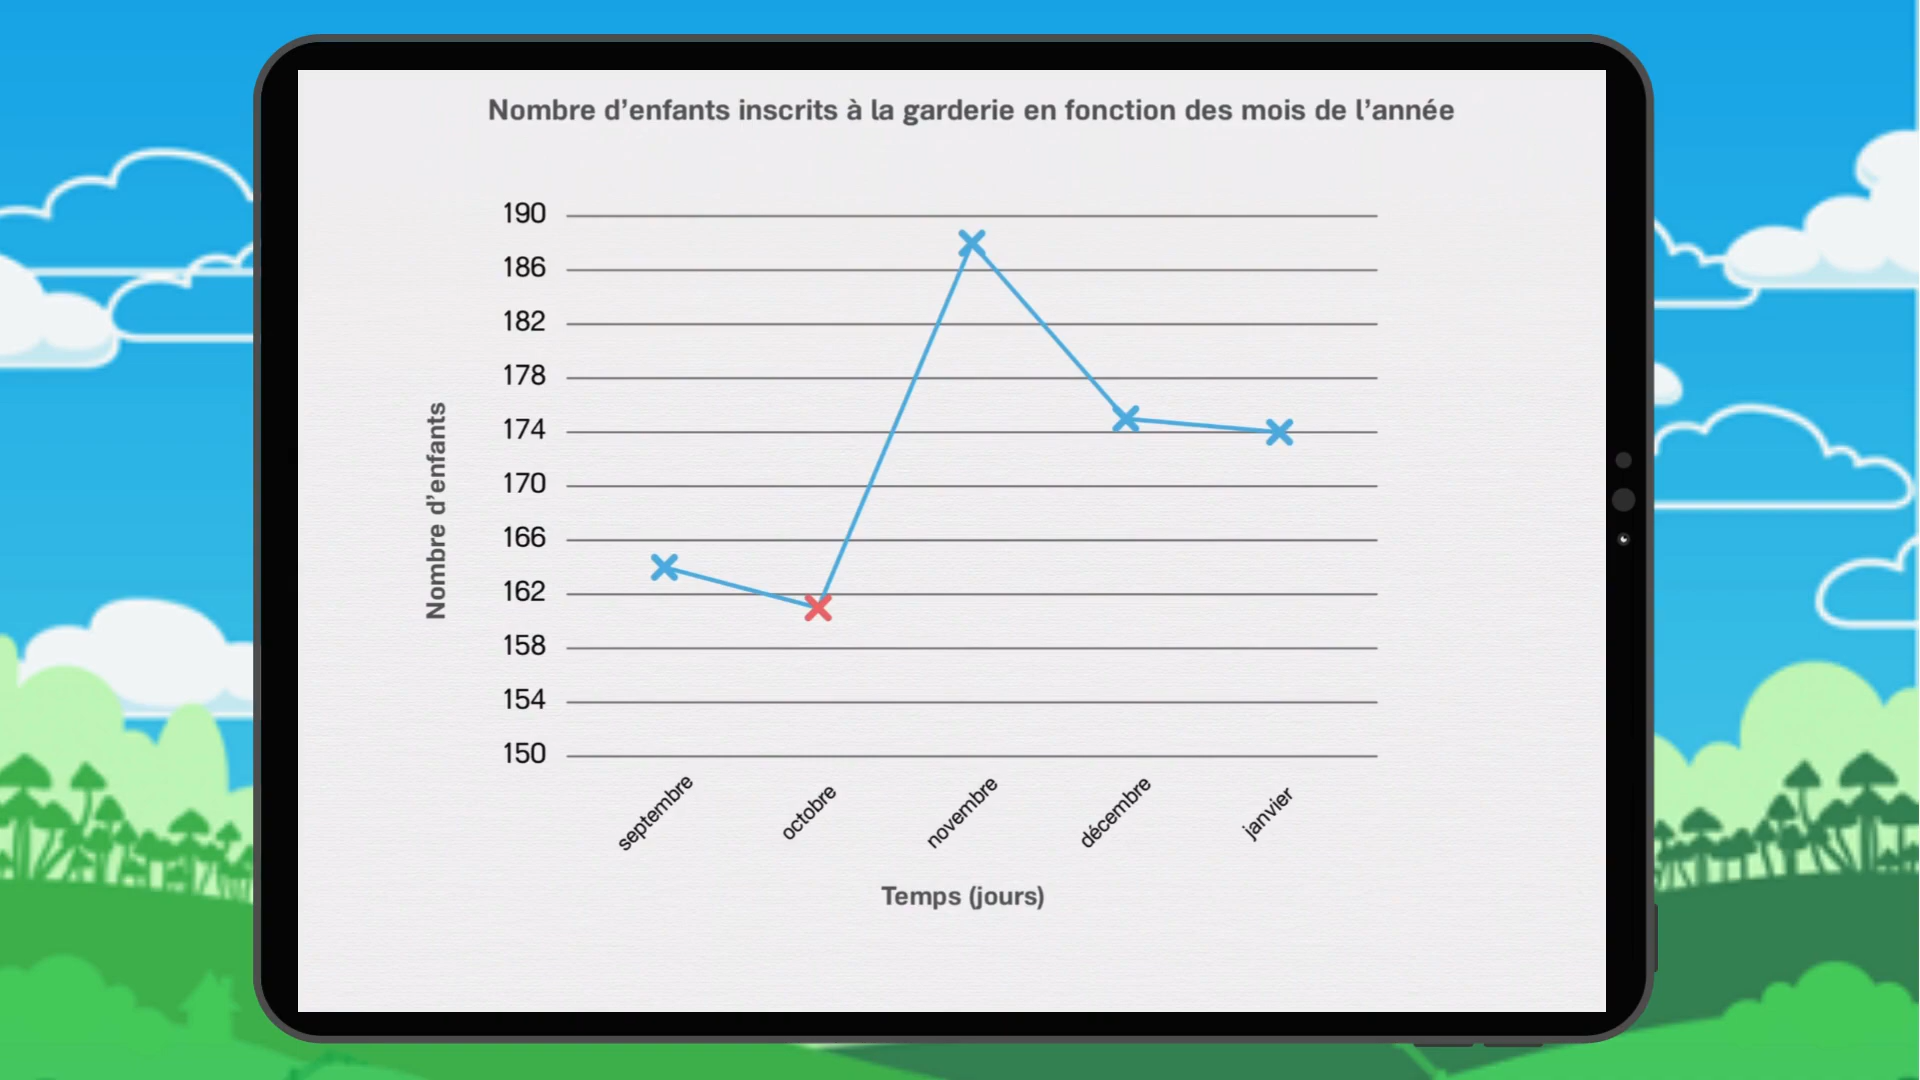 Nombre d’enfants inscrits à la garderie en fonction des mois de l’année
190
186
182
178
174
170
166
162
158
154
150
Nombre d’enfants
septembre
octobre
novembre
décembre
janvier
Temps (jours)